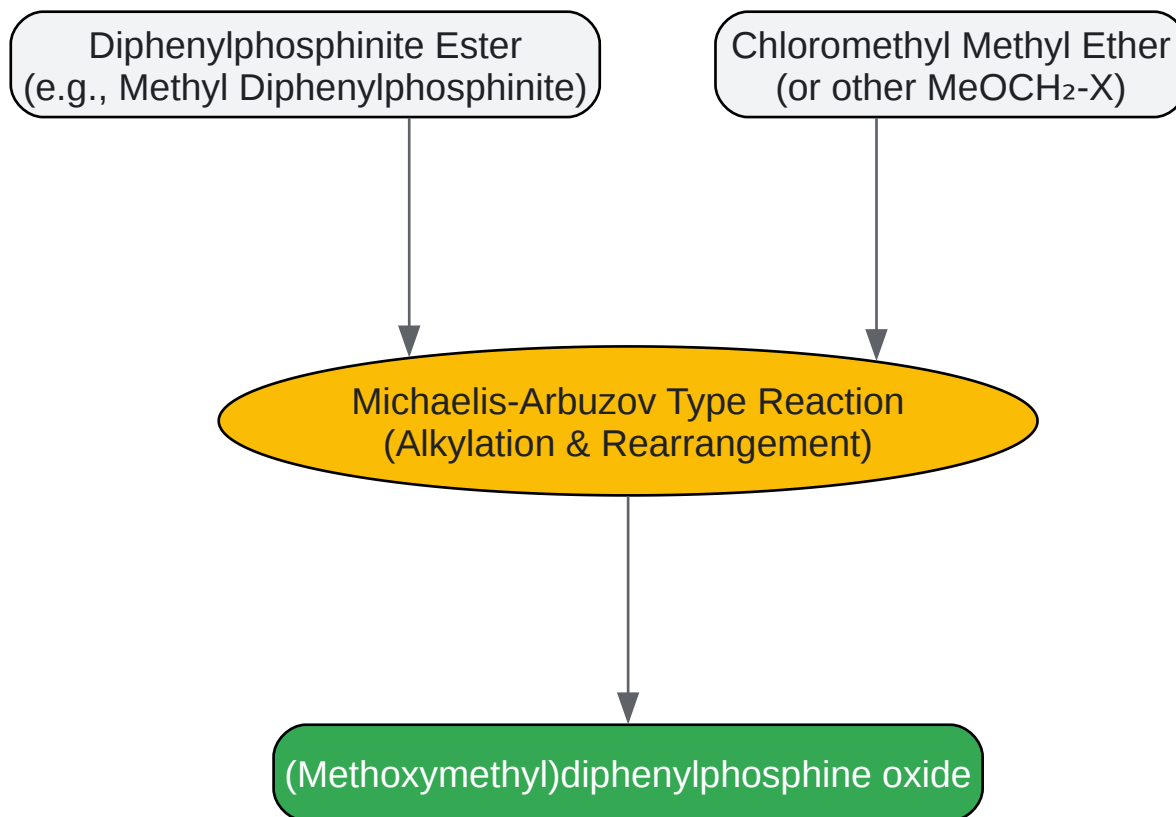 Diphenylphosphinite Ester
(e.g., Methyl Diphenylphosphinite)
Chloromethyl Methyl Ether
(or other MeOCH₂-X)
Michaelis-Arbuzov Type Reaction
(Alkylation & Rearrangement)
(Methoxymethyl)diphenylphosphine oxide